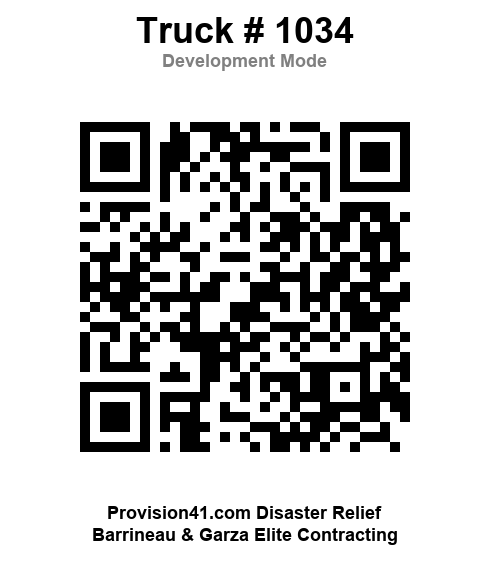 Truck # 1034
Development Mode
Provision41.com Disaster Relief
Barrineau & Garza Elite Contracting